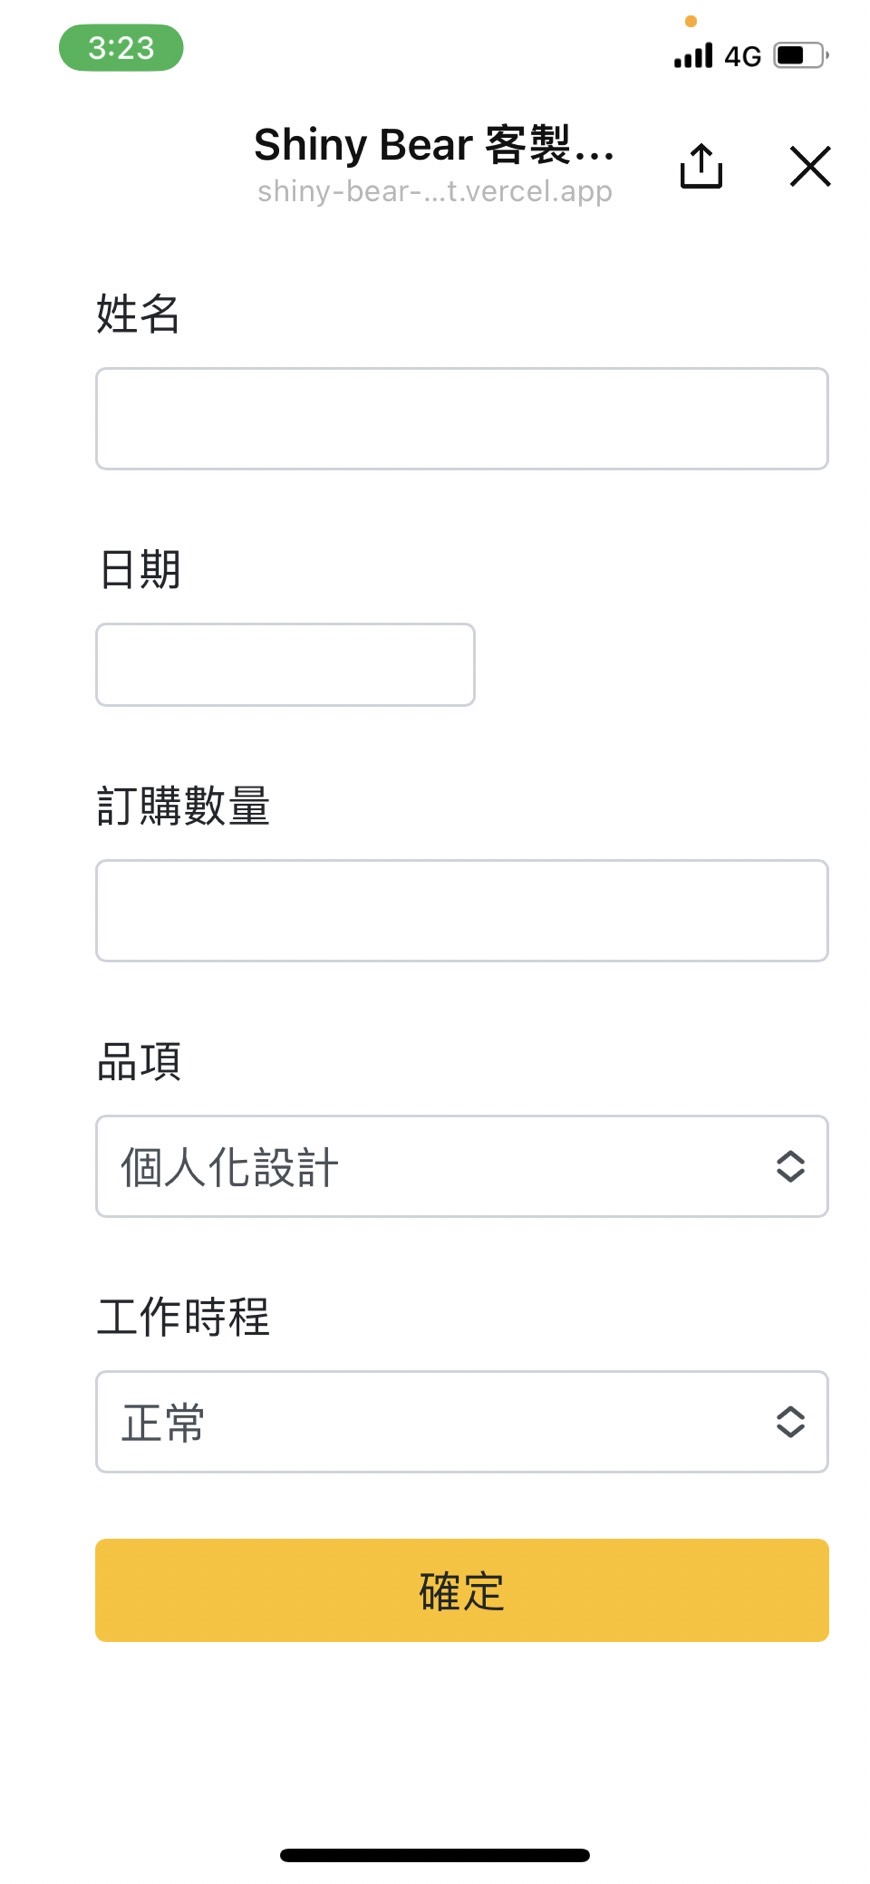 3:23
4G
Shiny Bear 客製...
shiny-bear-...t.vercel.app
姓名
日期
訂購數量
品項
個人化設計
工作時程
正常
確定